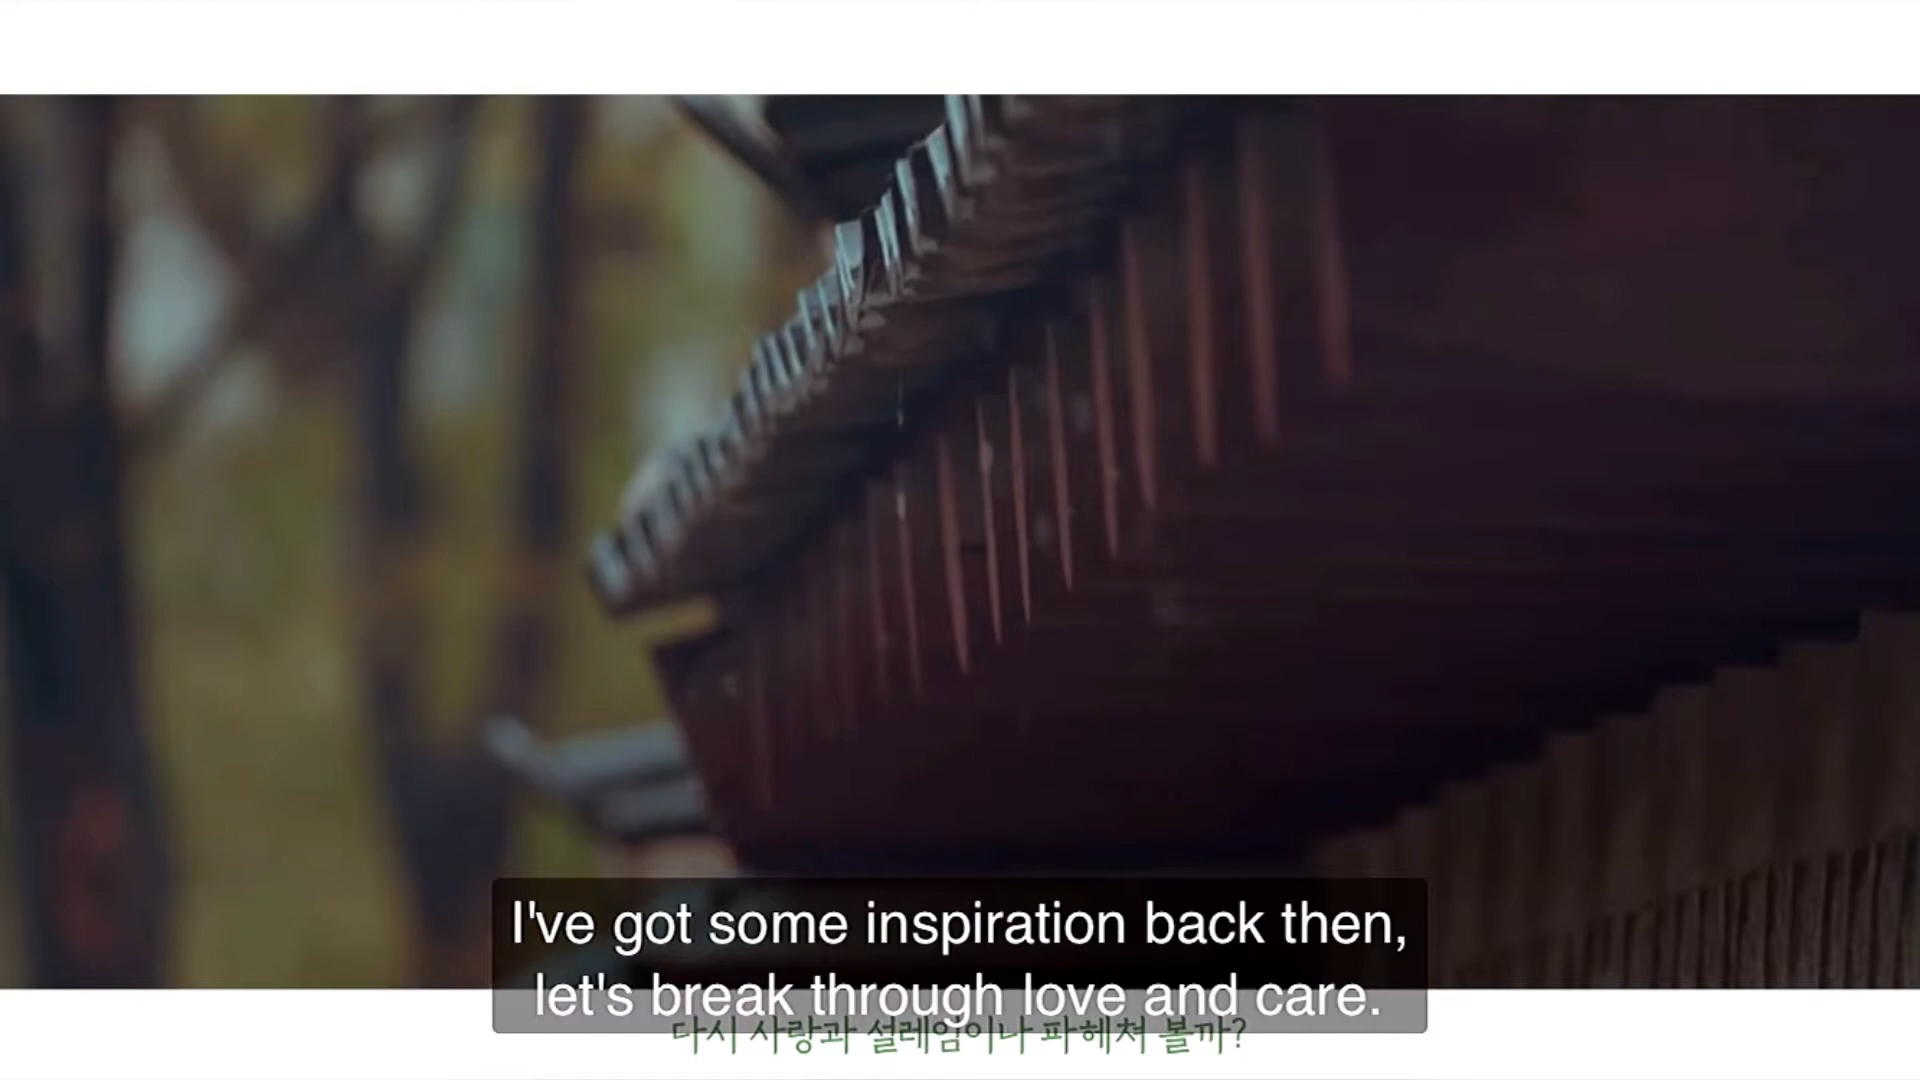 I've got some inspiration back then,
let's break through love and care.
다시 사랑과 설레임이나 파헤쳐 볼까?